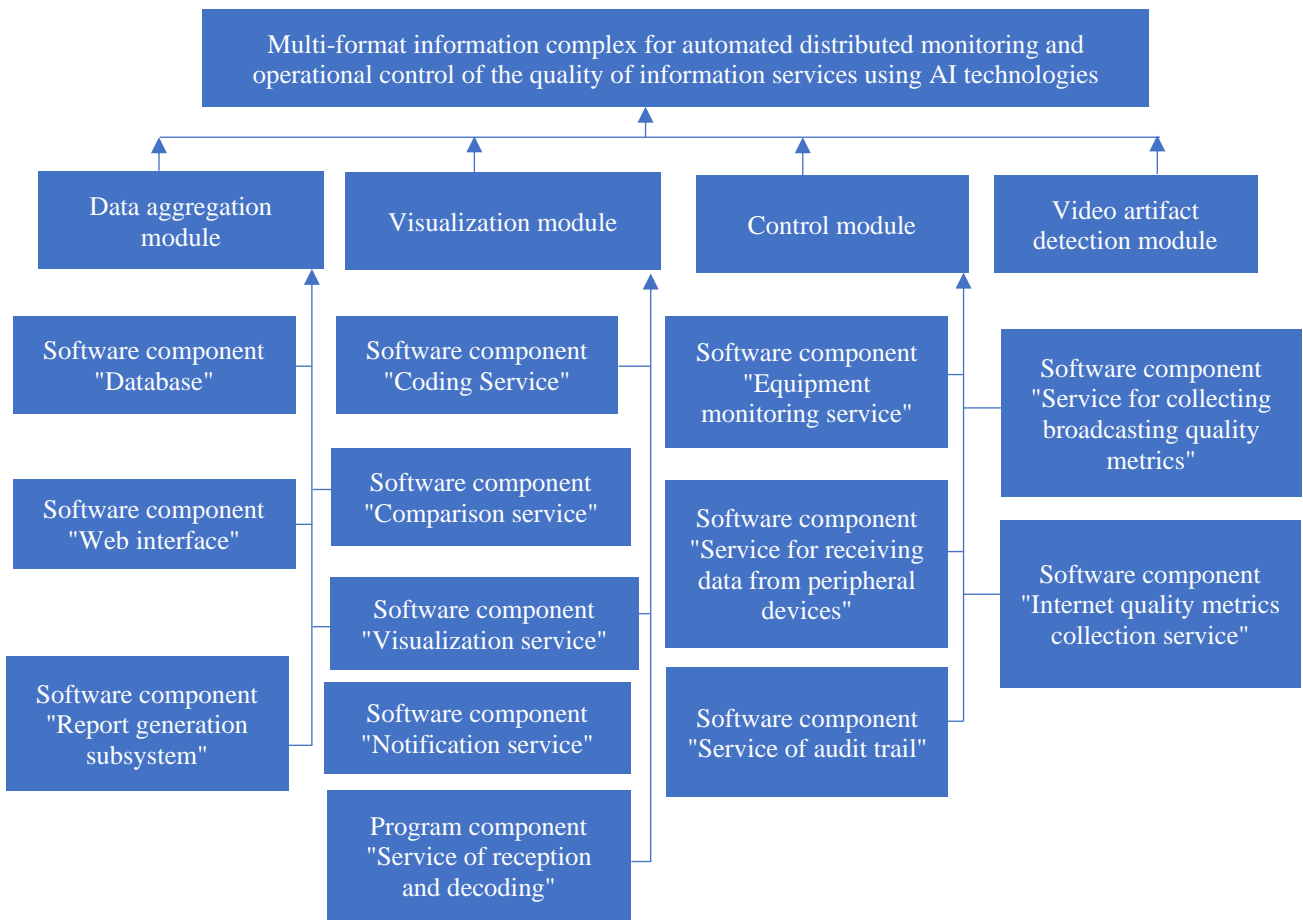 Multi-format information complex for automated distributed monitoring and
operational control of the quality of information services using AI technologies
Data aggregation
module
Visualization module
Control module
Video artifact
detection module
Software component
"Database"
Software component
"Web interface"
Software component
"Report generation
subsystem"
Software component
"Coding Service"
Software component
"Comparison service"
Software component
"Visualization service"
Software component
"Notification service"
Program component
"Service of reception
and decoding"
Software component
"Equipment
monitoring service"
Software component
"Service for receiving
data from peripheral
devices"
Software component
"Service of audit trail"
Software component
"Service for collecting
broadcasting quality
metrics"
Software component
"Internet quality metrics
collection service"